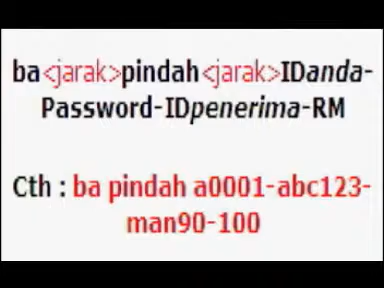 ba<jarak>pindah<jarak>IDanda-
Password-IDpenerima-RM
Cth : ba pindah a0001-abc123-
man90-100